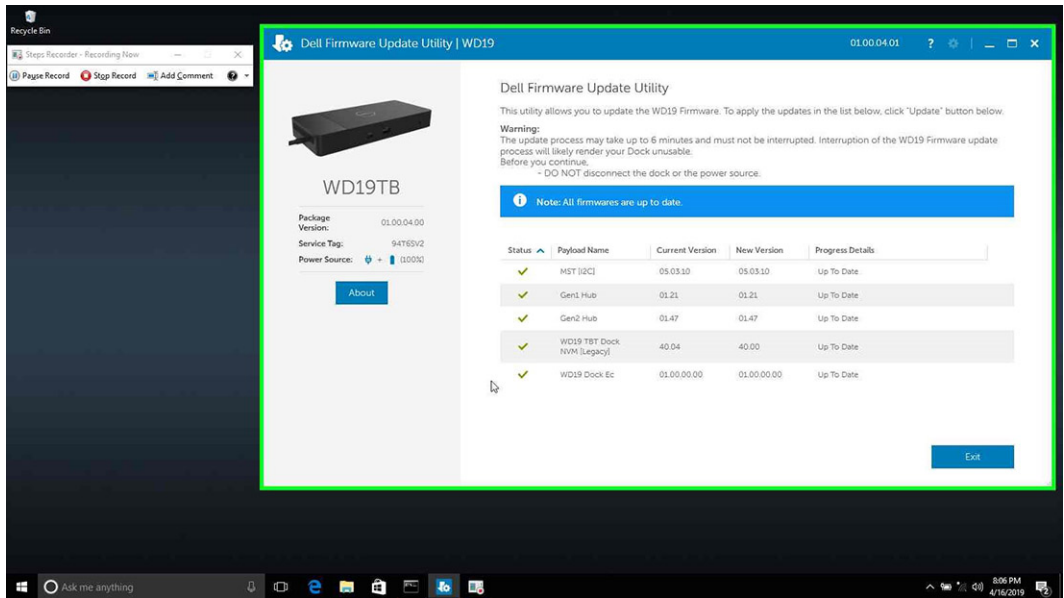 Recycle Bin
Steps Recorder - Recording Now
Pause Record Stop Record Add Comment
Dell Firmware Update Utility | WD19 01.00.04.01 ?
Dell Firmware Update Utility
This utility allows you to update the WD19 Firmware. To apply the updates in the list below, click "Update" button below.
Warning:
The update process may take up to 6 minutes and must not be interrupted. Interruption of the WD19 Firmware update
process will likely render your Dock unusable.
Before you continue,
- DO NOT disconnect the dock or the power source.
WD19TB
Package Version: 01.00.04.00
Service Tag: 94T6SV2
Power Source: + (100%)
About
Note: All firmwares are up to date.
Status Payload Name Current Version New Version Progress Details
MST [I2C] 05.03.10 05.03.10 Up To Date
Gen1 Hub 01.21 01.21 Up To Date
Gen2 Hub 01.47 01.47 Up To Date
WD19 TBT Dock
NVM [Legacy] 40.04 40.00 Up To Date
WD19 Dock Ec 01.00.00.00 01.00.00.00 Up To Date
Exit
Ask me anything
8:06 PM
4/16/2019
2